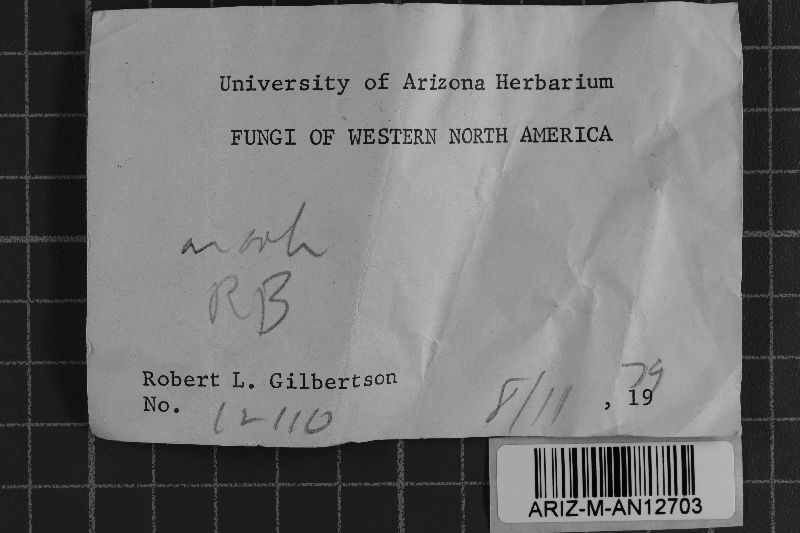 University of Arizona Herbarium
FUNGI OF WESTERN NORTH AMERICA
RB
Robert L. Gilbertson
No. 12110
8/11, 1979
ARIZ-M-AN12703